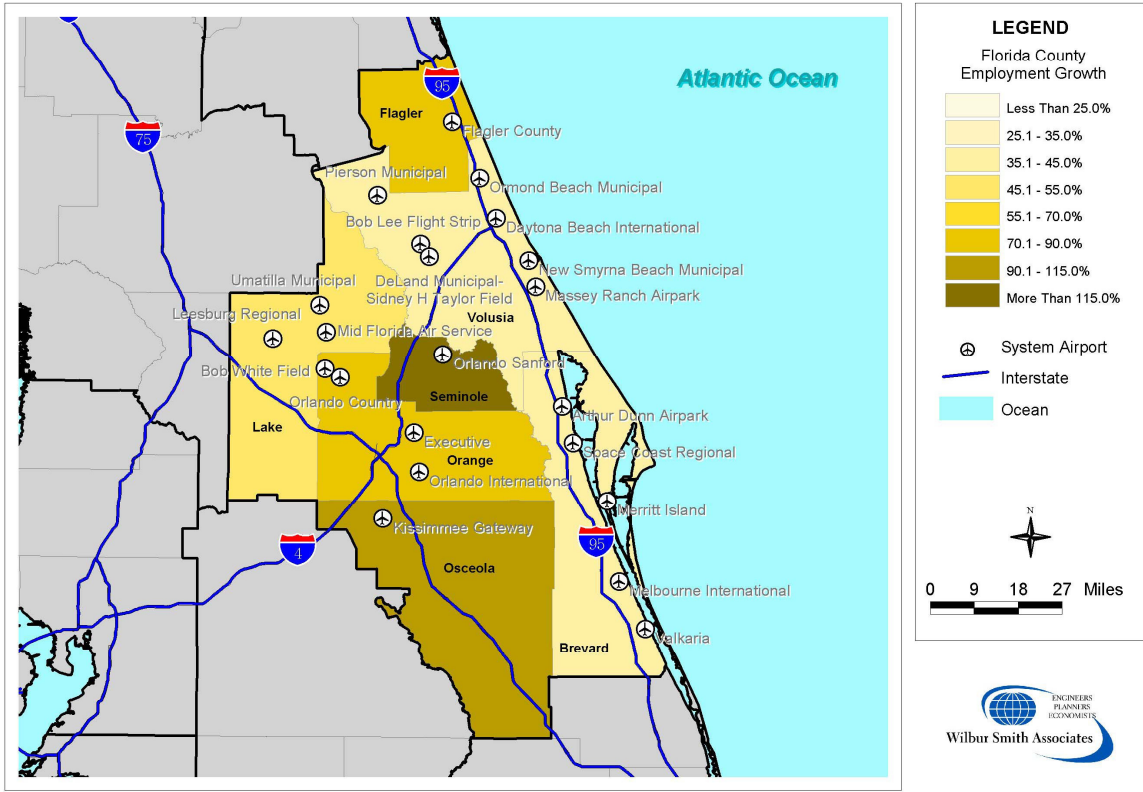 Atlantic Ocean
95
Flagler
75
Flagler County
Pierson Municipal
Ormond Beach Municipal
Bob Lee Flight Strip
Daytona Beach International
New Smyrna Beach Municipal
DeLand Municipal-
Sidney H Taylor Field
Umatilla Municipal
Massey Ranch Airpark
Volusia
Leesburg Regional
Mid Florida Air Service
Orlando Sanford
Bob White Field
Seminole
Orlando Country
Arthur Dunn Airpark
Lake
Executive
Space Coast Regional
Orange
Orlando International
Merritt Island
Kissimmee Gateway
95
4
Osceola
Melbourne International
Valkaria
Brevard
LEGEND
Florida County
Employment Growth
Less Than 25.0%
25.1 - 35.0%
35.1 - 45.0%
45.1 - 55.0%
55.1 - 70.0%
70.1 - 90.0%
90.1 - 115.0%
More Than 115.0%
System Airport
Interstate
Ocean
N
0 9 18 27 Miles
ENGINEERS
PLANNERS
ECONOMISTS
Wilbur Smith Associates